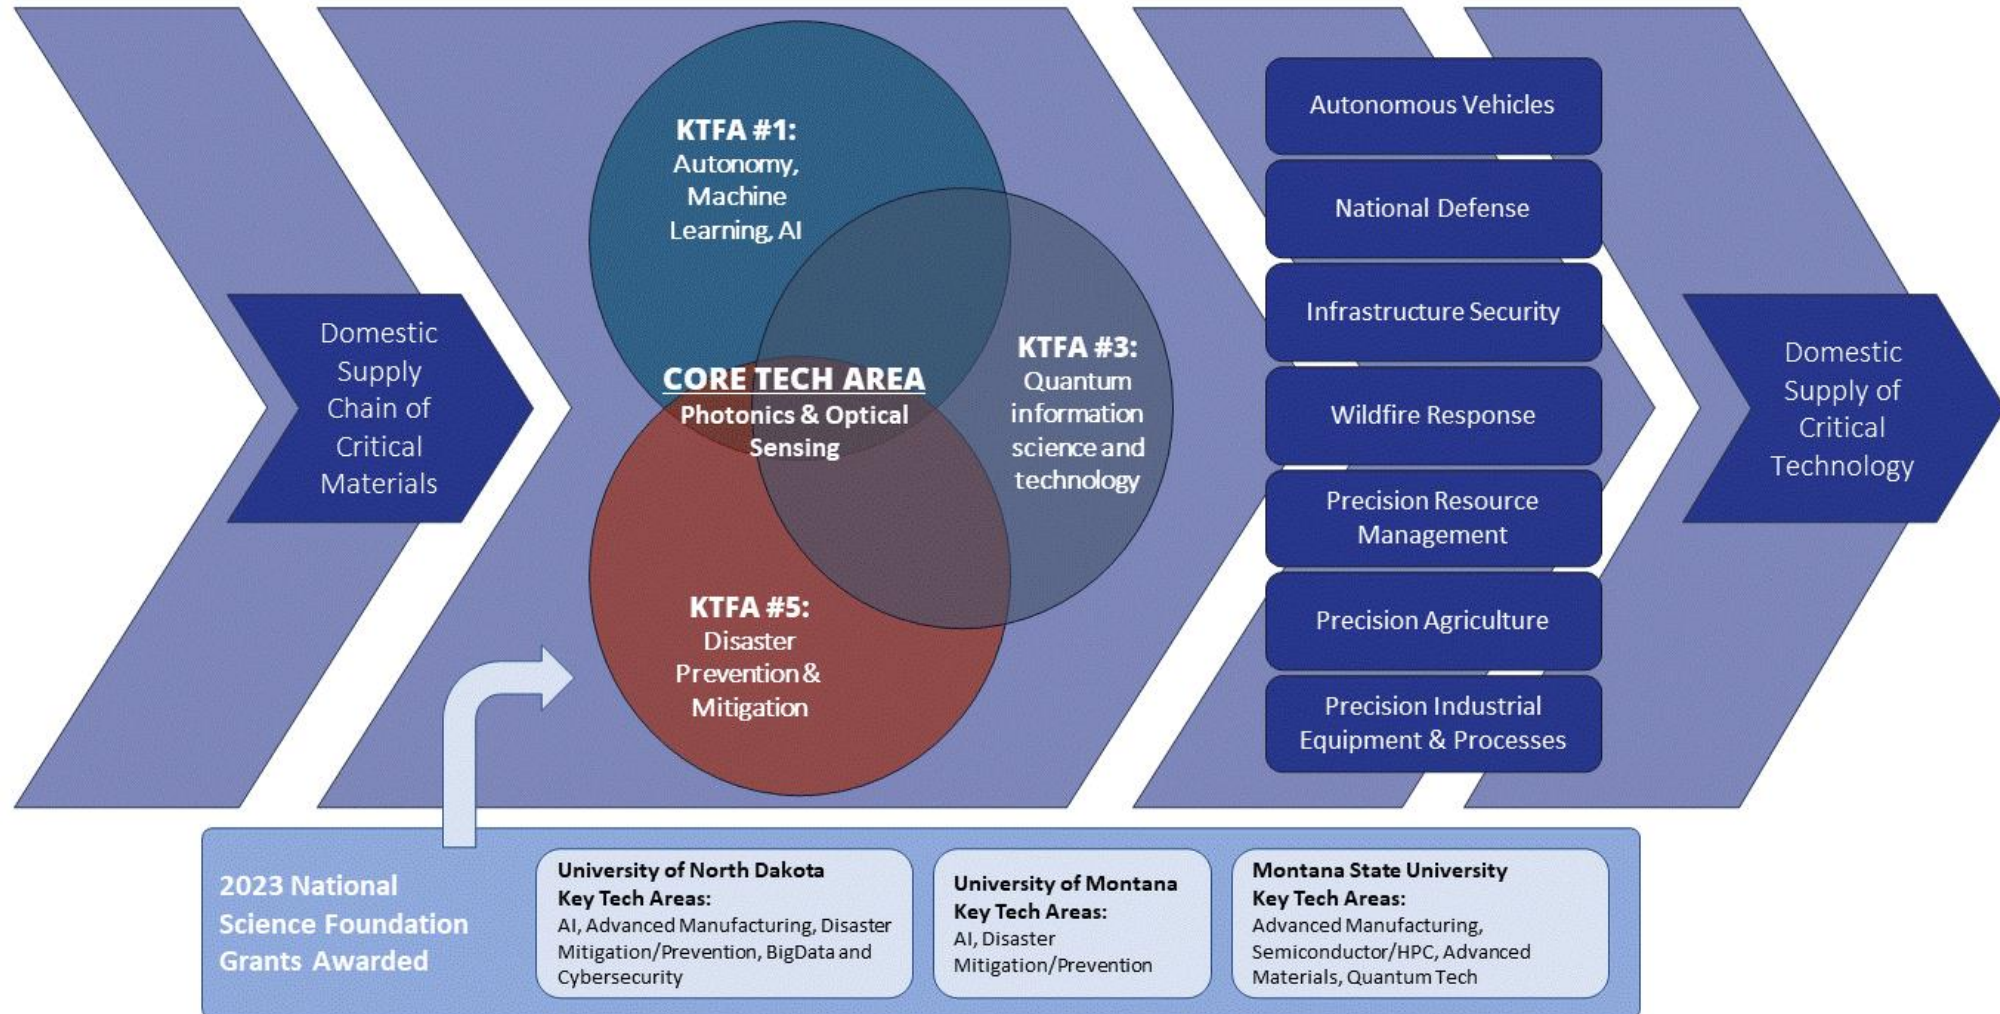 Domestic
Supply
Chain of
Critical
Materials
KTFA #1:
Autonomy,
Machine
Learning, AI
KTFA #3:
Quantum
information
science and
technology
CORE TECH AREA
Photonics & Optical
Sensing
KTFA #5:
Disaster
Prevention &
Mitigation
Autonomous Vehicles
National Defense
Infrastructure Security
Wildfire Response
Precision Resource
Management
Precision Agriculture
Precision Industrial
Equipment & Processes
Domestic
Supply of
Critical
Technology
2023 National
Science Foundation
Grants Awarded
University of North Dakota
Key Tech Areas:
AI, Advanced Manufacturing, Disaster
Mitigation/Prevention, BigData and
Cybersecurity
University of Montana
Key Tech Areas:
AI, Disaster
Mitigation/Prevention
Montana State University
Key Tech Areas:
Advanced Manufacturing,
Semiconductor/HPC, Advanced
Materials, Quantum Tech